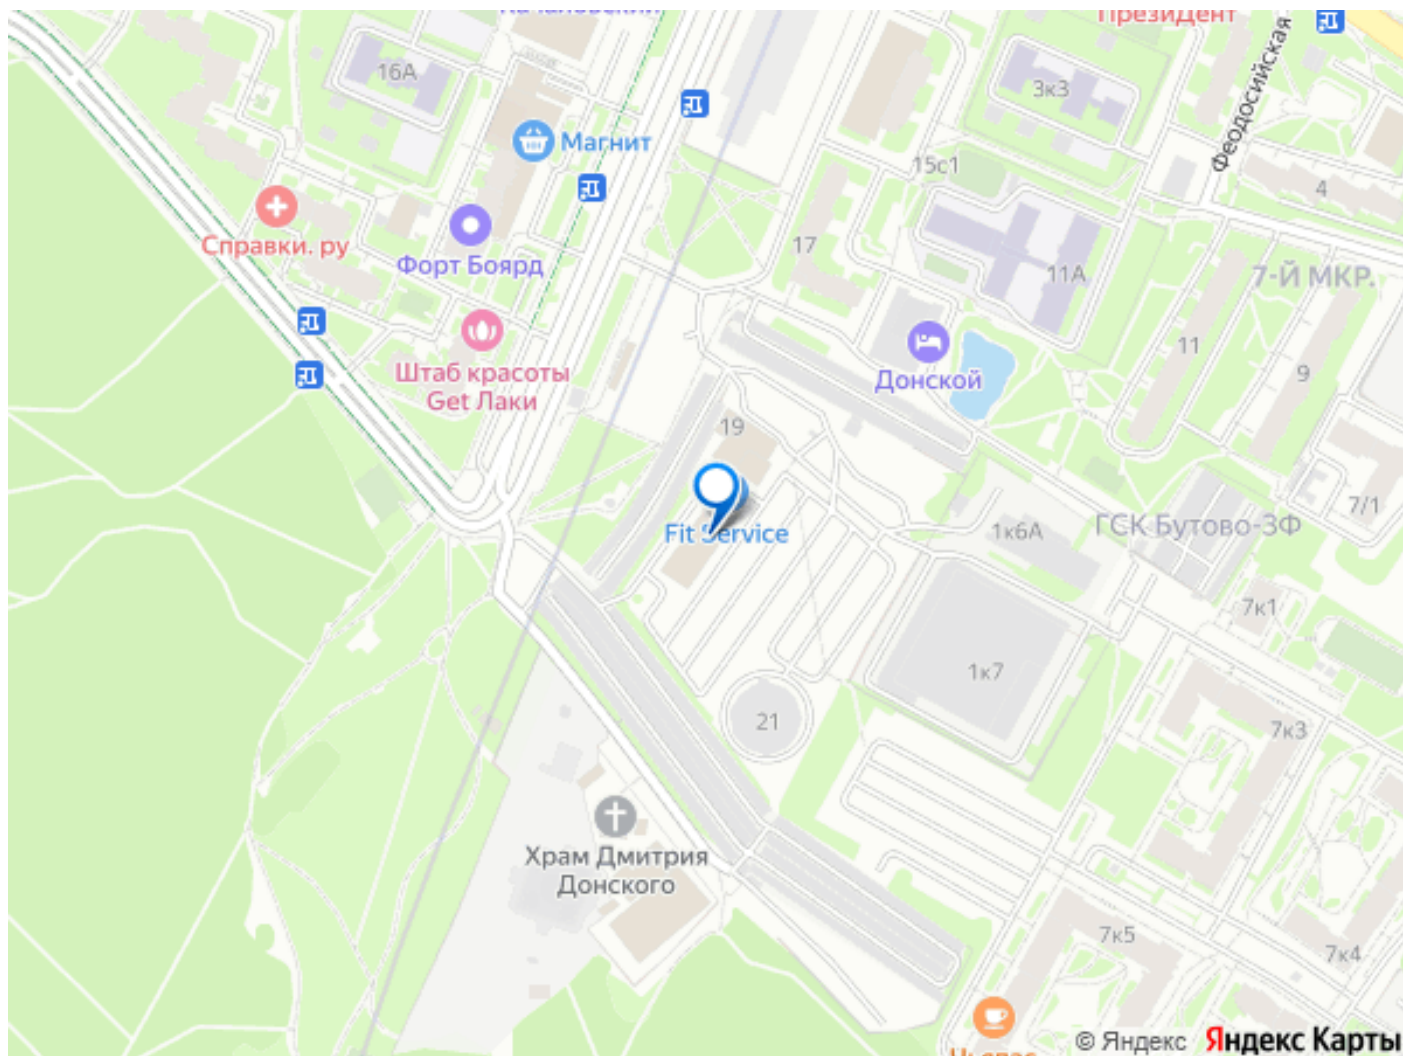 Качаловский
Президент
16А
3к3
Феодосийская
Магнит
15с1
4
Справки. ру
Форт Боярд
17
11А
7-Й МКР.
11
9
Штаб красоты
Get Лаки
Донской
19
7/1
Fit Service
1к6А
ГСК Бутово-3Ф
7к1
1к7
21
7к3
Храм Дмитрия
Донского
7к5
7к4
© Яндекс Яндекс Карты